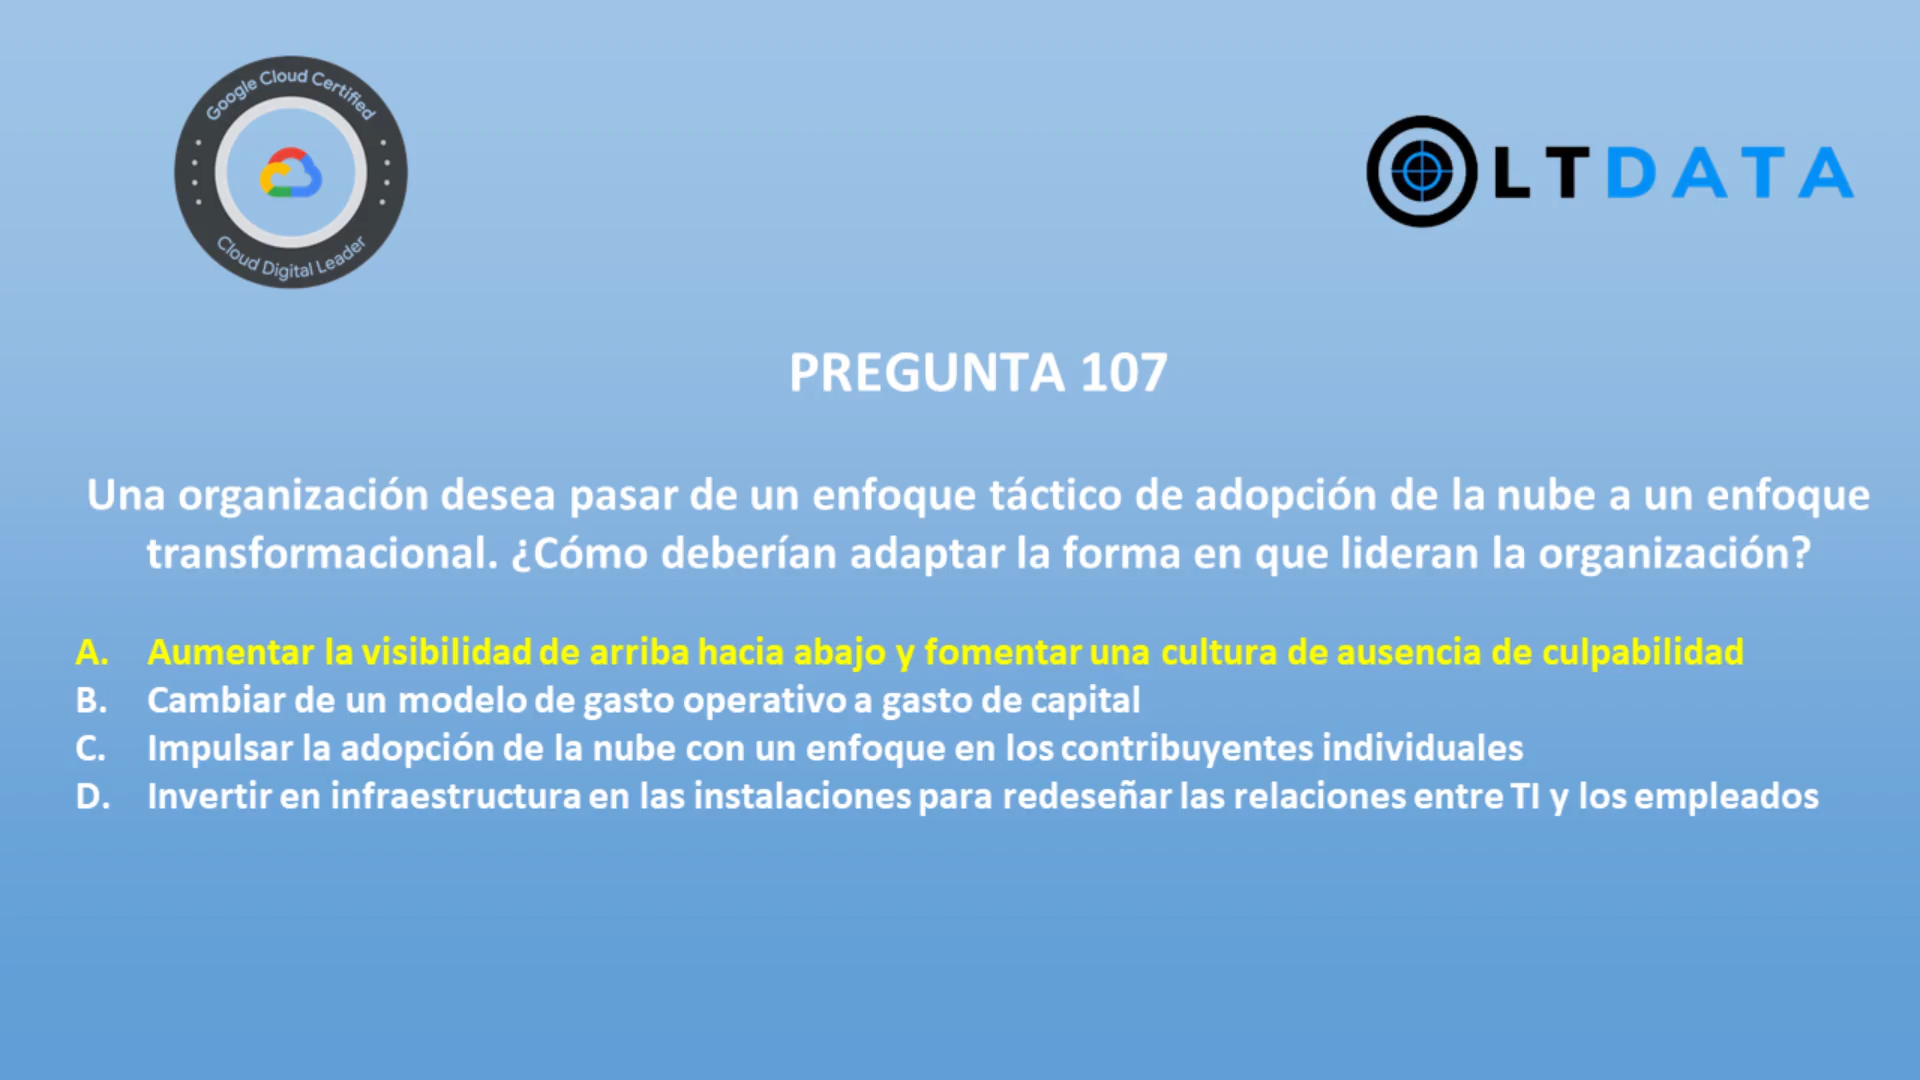 Google Cloud Certified
Cloud Digital Leader
LTDATA
PREGUNTA 107
Una organización desea pasar de un enfoque táctico de adopción de la nube a un enfoque
transformacional. ¿Cómo deberían adaptar la forma en que lideran la organización?
A. Aumentar la visibilidad de arriba hacia abajo y fomentar una cultura de ausencia de culpabilidad
B. Cambiar de un modelo de gasto operativo a gasto de capital
C. Impulsar la adopción de la nube con un enfoque en los contribuyentes individuales
D. Invertir en infraestructura en las instalaciones para redeseñar las relaciones entre TI y los empleados